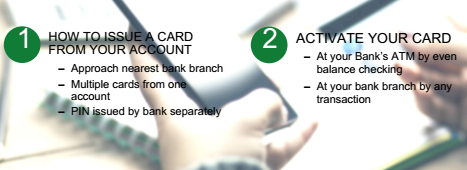 1
HOW TO ISSUE A CARD
FROM YOUR ACCOUNT
– Approach nearest bank branch
– Multiple cards from one
account
– PIN issued by bank separately
2
ACTIVATE YOUR CARD
– At your Bank's ATM by even
balance checking
– At your bank branch by any
transaction